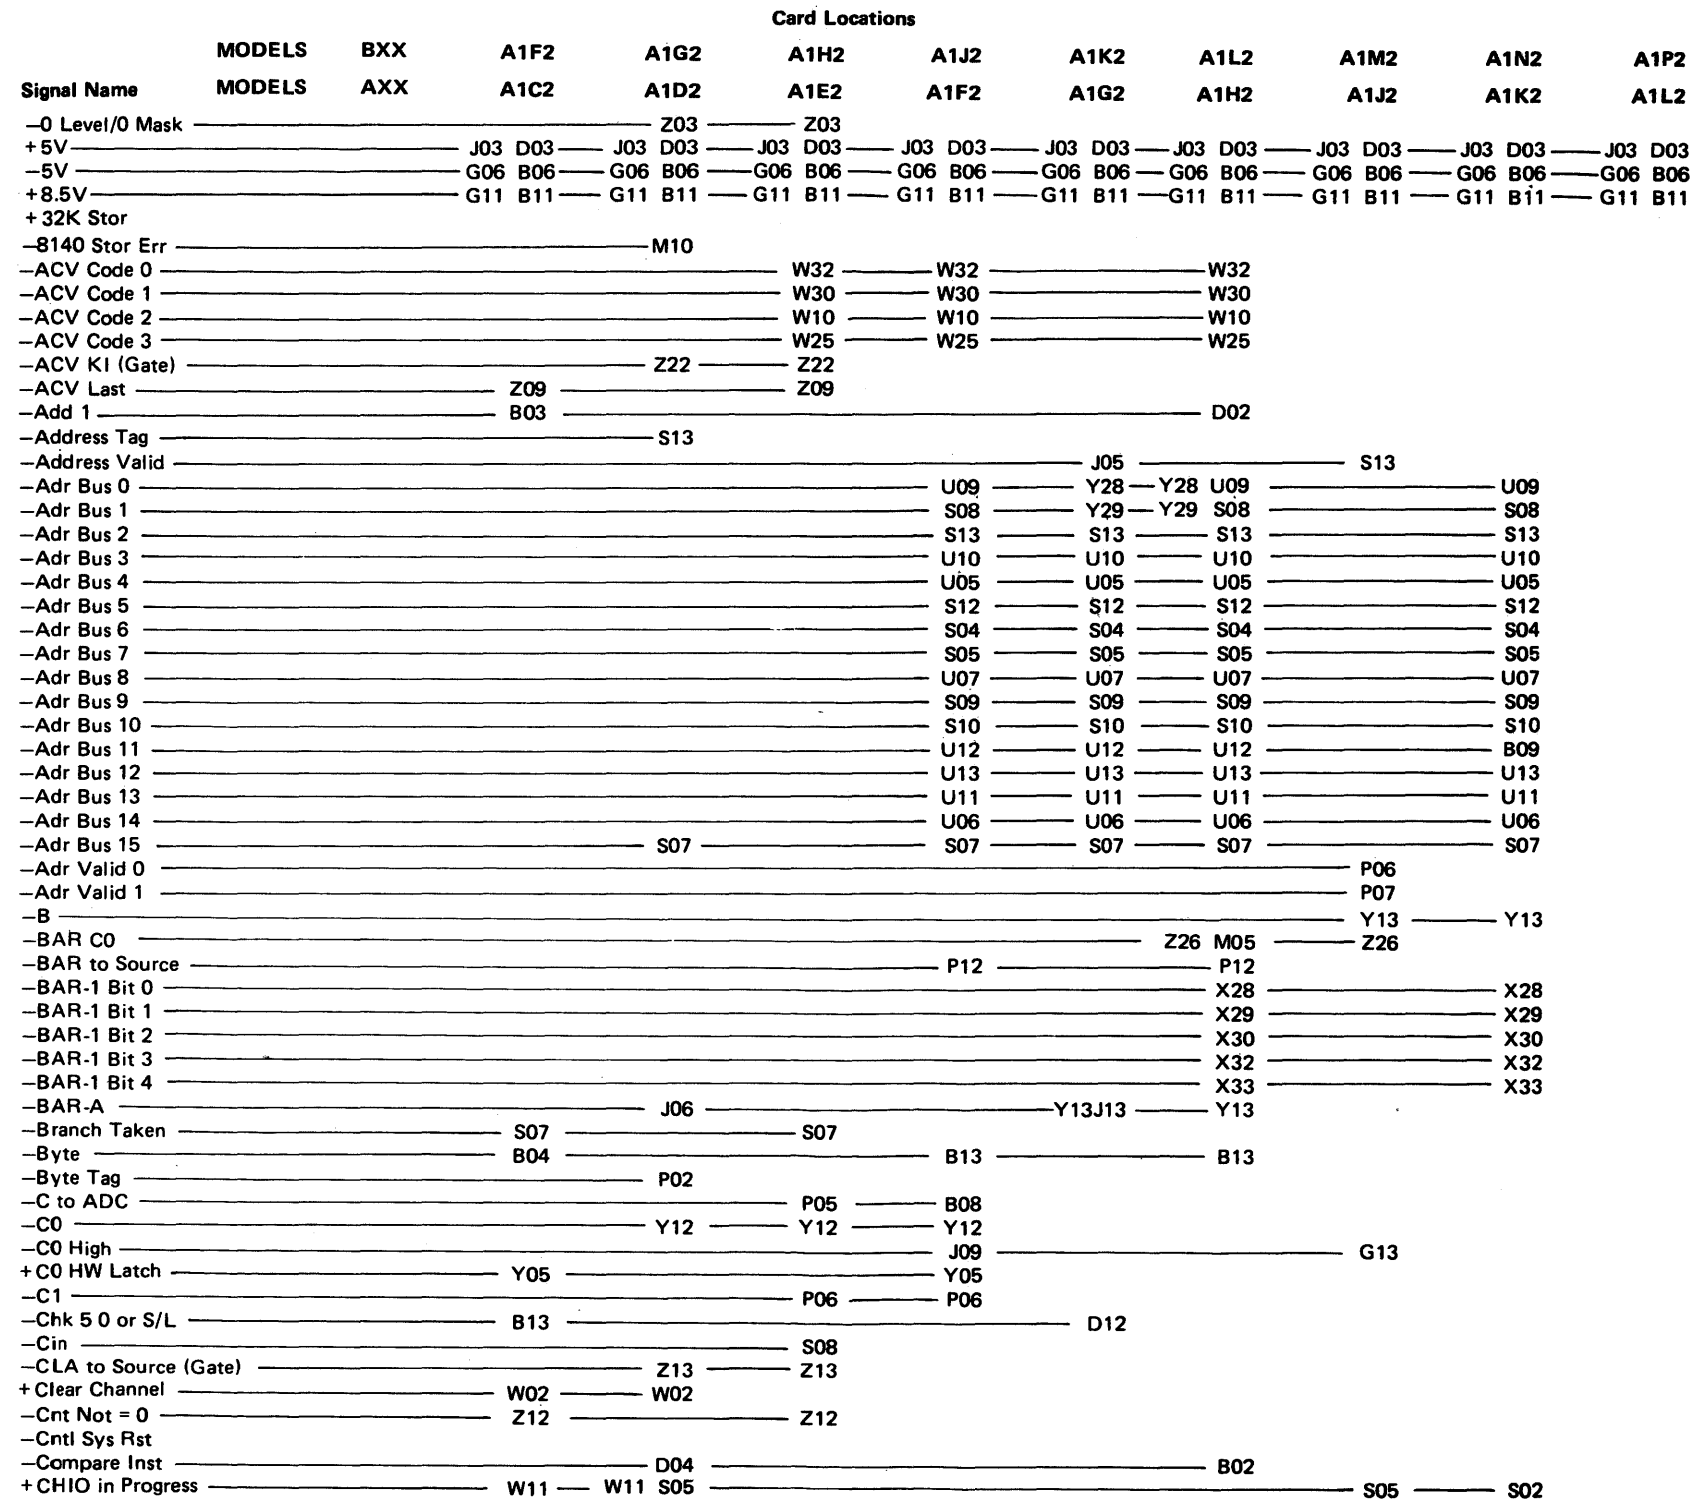 Card Locations
MODELS BXX A1F2 A1G2 A1H2 A1J2 A1K2 A1L2 A1M2 A1N2 A1P2
Signal Name MODELS AXX A1C2 A1D2 A1E2 A1F2 A1G2 A1H2 A1J2 A1K2 A1L2
—0 Level/0 Mask Z03 Z03
+5V J03 D03 J03 D03 J03 D03 J03 D03 J03 D03 J03 D03 J03 D03 J03 D03 J03 D03
—5V G06 B06 G06 B06 G06 B06 G06 B06 G06 B06 G06 B06 G06 B06 G06 B06 G06 B06
+8.5V G11 B11 G11 B11 G11 B11 G11 B11 G11 B11 G11 B11 G11 B11 G11 B11 G11 B11
+32K Stor
—8140 Stor Err M10
—ACV Code 0 W32 W32 W32
—ACV Code 1 W30 W30 W30
—ACV Code 2 W10 W10 W10
—ACV Code 3 W25 W25 W25
—ACV KI (Gate) Z22 Z22
—ACV Last Z09 Z09
—Add 1 B03 D02
—Address Tag S13
—Address Valid J05 S13
—Adr Bus 0 U09 Y28 Y28 U09 U09
—Adr Bus 1 S08 Y29 Y29 S08 S08
—Adr Bus 2 S13 S13 S13 S13
—Adr Bus 3 U10 U10 U10 U10
—Adr Bus 4 U05 U05 U05 U05
—Adr Bus 5 S12 S12 S12 S12
—Adr Bus 6 S04 S04 S04 S04
—Adr Bus 7 S05 S05 S05 S05
—Adr Bus 8 U07 U07 U07 U07
—Adr Bus 9 S09 S09 S09 S09
—Adr Bus 10 S10 S10 S10 S10
—Adr Bus 11 U12 U12 U12 B09
—Adr Bus 12 U13 U13 U13 U13
—Adr Bus 13 U11 U11 U11 U11
—Adr Bus 14 U06 U06 U06 U06
—Adr Bus 15 S07 S07 S07 S07 S07
—Adr Valid 0 P06
—Adr Valid 1 P07
—B Y13 Y13
—BAR C0 Z26 M05 Z26
—BAR to Source P12 P12
—BAR-1 Bit 0 X28 X28
—BAR-1 Bit 1 X29 X29
—BAR-1 Bit 2 X30 X30
—BAR-1 Bit 3 X32 X32
—BAR-1 Bit 4 X33 X33
—BAR-A J06 Y13J13 Y13
—Branch Taken S07 S07
—Byte B04 B13 B13
—Byte Tag P02
—C to ADC P05 B08
—C0 Y12 Y12 Y12
—C0 High J09 G13
+C0 HW Latch Y05 Y05
—C1 P06 P06
—Chk 5 0 or S/L B13 D12
—Cin S08
—CLA to Source (Gate) Z13 Z13
+Clear Channel W02 W02
—Cnt Not = 0 Z12 Z12
—Cntl Sys Rst
—Compare Inst D04 B02
+CHIO in Progress W11 W11 S05 S05 S02